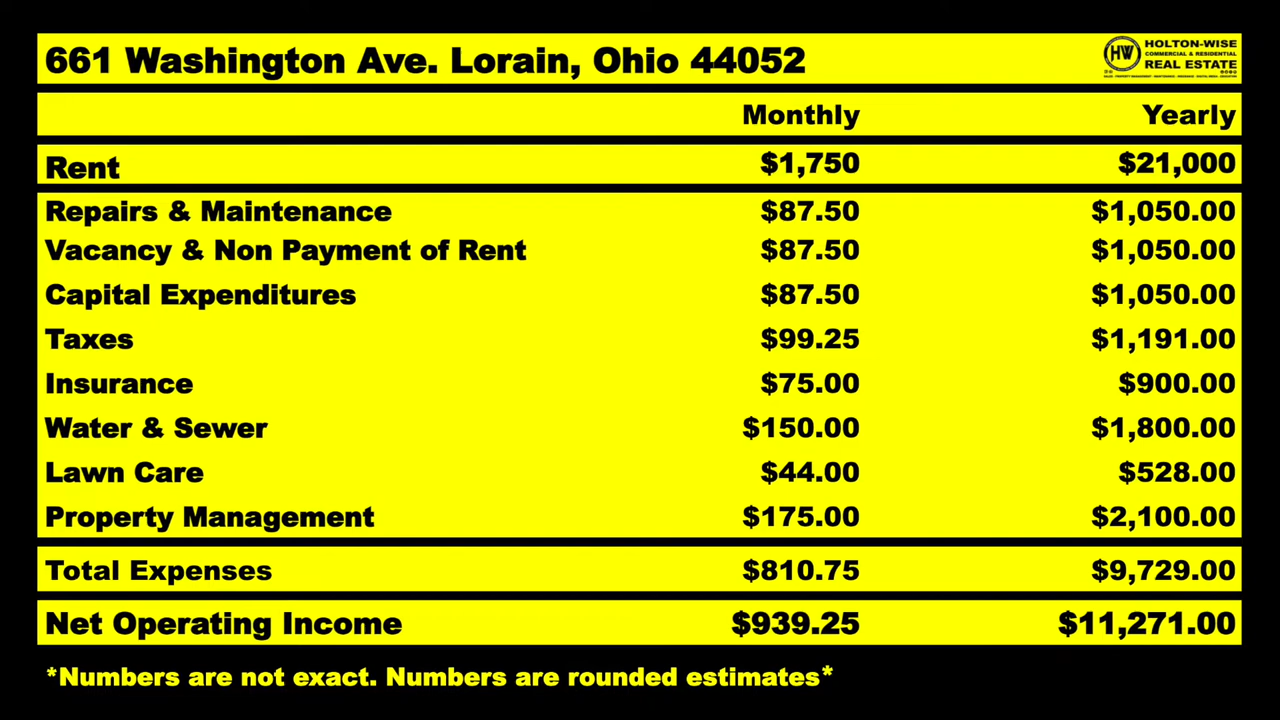 661 Washington Ave. Lorain, Ohio 44052
HW
HOLTON-WISE
COMMERCIAL & RESIDENTIAL
REAL ESTATE
Monthly Yearly
Rent $1,750 $21,000
Repairs & Maintenance $87.50 $1,050.00
Vacancy & Non Payment of Rent $87.50 $1,050.00
Capital Expenditures $87.50 $1,050.00
Taxes $99.25 $1,191.00
Insurance $75.00 $900.00
Water & Sewer $150.00 $1,800.00
Lawn Care $44.00 $528.00
Property Management $175.00 $2,100.00
Total Expenses $810.75 $9,729.00
Net Operating Income $939.25 $11,271.00
*Numbers are not exact. Numbers are rounded estimates*